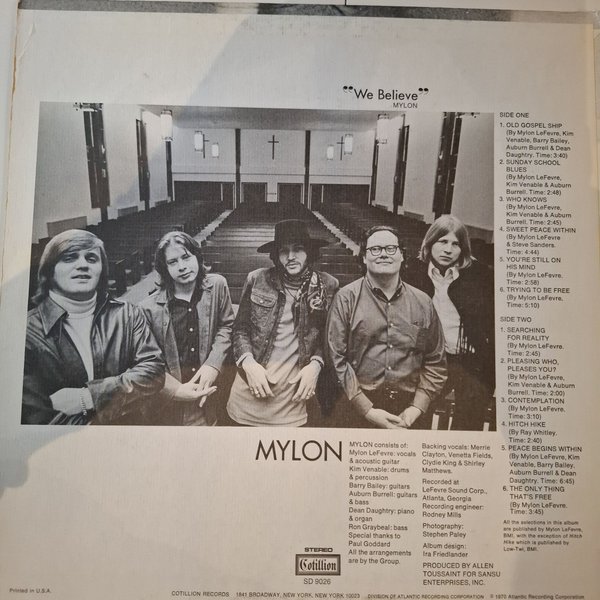 "We Believe"
MYLON
SIDE ONE
1. OLD GOSPEL SHIP
(By Mylon LeFevre, Kim
Venable, Barry Bailey,
Auburn Burrell & Dean
Daughtry. Time: 3:40)
2. SUNDAY SCHOOL
BLUES
(By Mylon LeFevre,
Kim Venable & Auburn
Burrell. Time: 2:48)
3. WHO KNOWS
(By Mylon LeFevre,
Kim Venable & Auburn
Burrell. Time: 2:45)
4. SWEET PEACE WITHIN
(By Mylon LeFevre
& Steve Sanders.
Time: 4:44)
5. YOU'RE STILL ON
HIS MIND
(By Mylon LeFevre.
Time: 2:58)
6. TRYING TO BE FREE
(By Mylon LeFevre.
Time: 5:10)
SIDE TWO
1. SEARCHING
FOR REALITY
(By Mylon LeFevre.
Time: 2:45)
2. PLEASING WHO,
PLEASES YOU?
(By Mylon LeFevre,
Kim Venable & Auburn
Burrell. Time: 2:00)
3. CONTEMPLATION
(By Mylon LeFevre.
Time: 3:10)
4. HITCH HIKE
(By Ray Whitley.
Time: 2:40)
5. PEACE BEGINS WITHIN
(By Mylon LeFevre, Kim
Venable, Barry Bailey,
Auburn Burrell & Dean
Daughtry. Time: 6:45)
6. THE ONLY THING
THAT'S FREE
(By Mylon LeFevre.
Time: 3:45)
All the selections in this album
are published by Mylon LeFevre,
BMI, with the exception of Hitch
Hike which is published by
Low-Twi, BMI.
MYLON
MYLON consists of:
Mylon LeFevre: vocals
& acoustic guitar
Kim Venable: drums
& percussion
Barry Bailey: guitars
Auburn Burrell: guitars
& bass
Dean Daughtry: piano
& organ
Ron Graybeal: bass
Special thanks to
Paul Goddard
All the arrangements
are by the Group.
Backing vocals: Merrie
Clayton, Venetta Fields,
Clydie King & Shirley
Matthews.
Recorded at
LeFevre Sound Corp.,
Atlanta, Georgia
Recording engineer:
Rodney Mills
Photography:
Stephen Paley
Album design:
Ira Friedlander
PRODUCED BY ALLEN
TOUSSAINT FOR SANSU
ENTERPRISES, INC.
STEREO
Cotillion
SD 9026
Printed in U.S.A.
COTILLION RECORDS 1841 BROADWAY, NEW YORK, NEW YORK 10023 DIVISION OF ATLANTIC RECORDING CORPORATION © 1970 Atlantic Recording Corporation